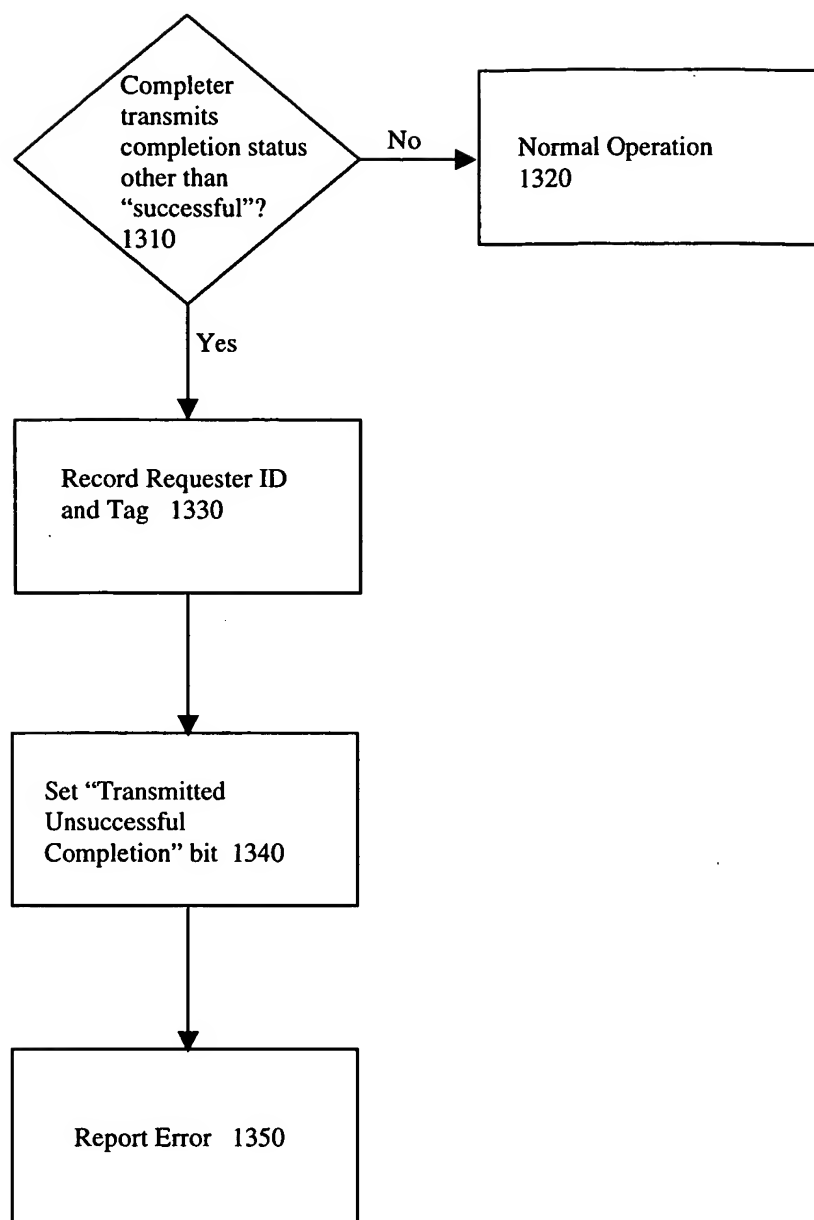 Completer
transmits
completion status
other than
“successful”?
1310
No
Normal Operation
1320
Yes
Record Requester ID
and Tag 1330
Set “Transmitted
Unsuccessful
Completion” bit 1340
Report Error 1350